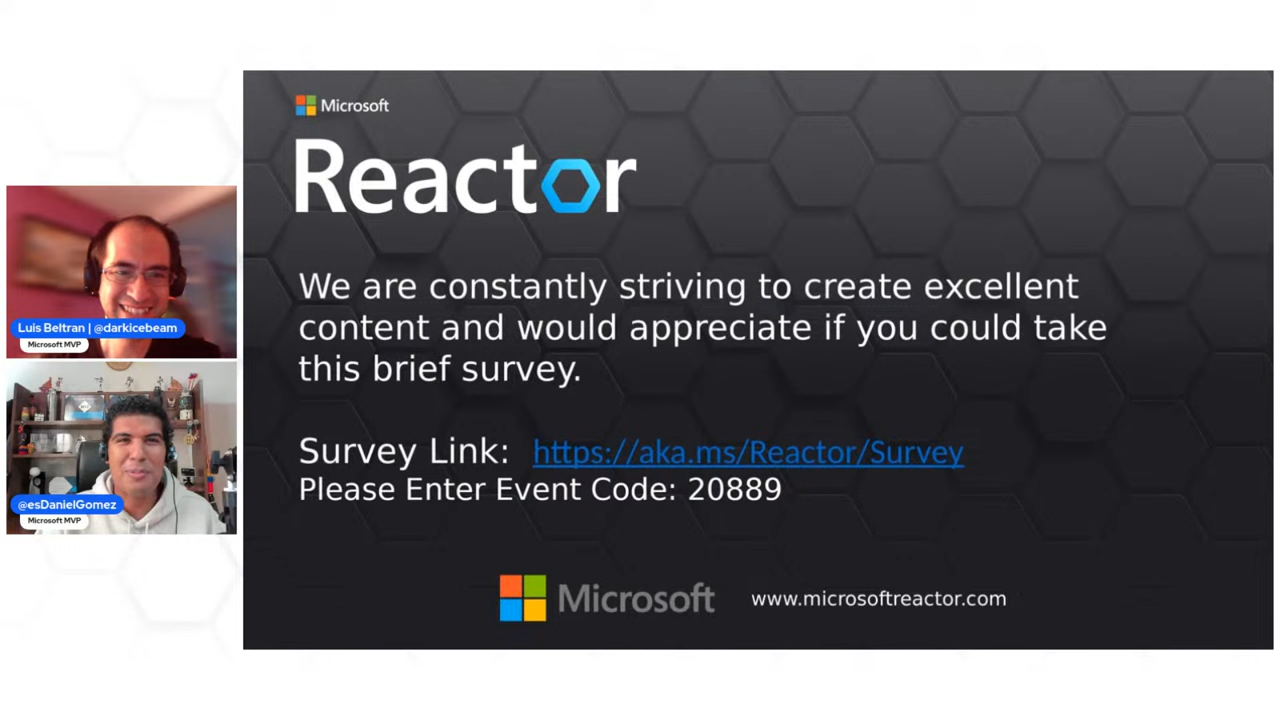 Microsoft
Reactor
We are constantly striving to create excellent
content and would appreciate if you could take
this brief survey.
Survey Link: https://aka.ms/Reactor/Survey
Please Enter Event Code: 20889
Microsoft
www.microsoftreactor.com
Luis Beltran | @darkicebeam
Microsoft MVP
@esDanielGomez
Microsoft MVP